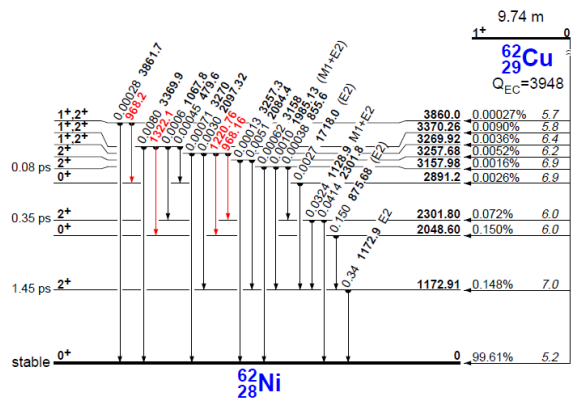 9.74 m
1+ 0
62
29Cu
QEC=3948
0.00028 3861.7
968.2
0.0080 3369.9
1322.1
0.0006 1067.8
0.00045 479.6
0.00071 3270
0.0030 2097.32
1220.76
968.16
0.00013 3257.3
0.0051 2084.4
0.00062 3158
0.0010 1985.13 (M1+E2)
0.00038 855.6
0.0027 1718.0 (E2)
0.0324 1128.9 M1+E2
0.0414 2301.8
0.150 875.68 (E2)
0.34 1172.9 E2
1+,2+ 3860.0 0.00027% 5.7
1+,2+ 3370.26 0.0090% 5.8
1+,2+ 3269.92 0.0036% 6.4
2+ 3257.68 0.0052% 6.2
0.08 ps 2+ 3157.98 0.0016% 6.9
0+ 2891.2 0.0026% 6.9
0.35 ps 2+ 2301.80 0.072% 6.0
0+ 2048.60 0.150% 6.0
1.45 ps 2+ 1172.91 0.148% 7.0
stable 0+ 0 99.61% 5.2
62
28Ni